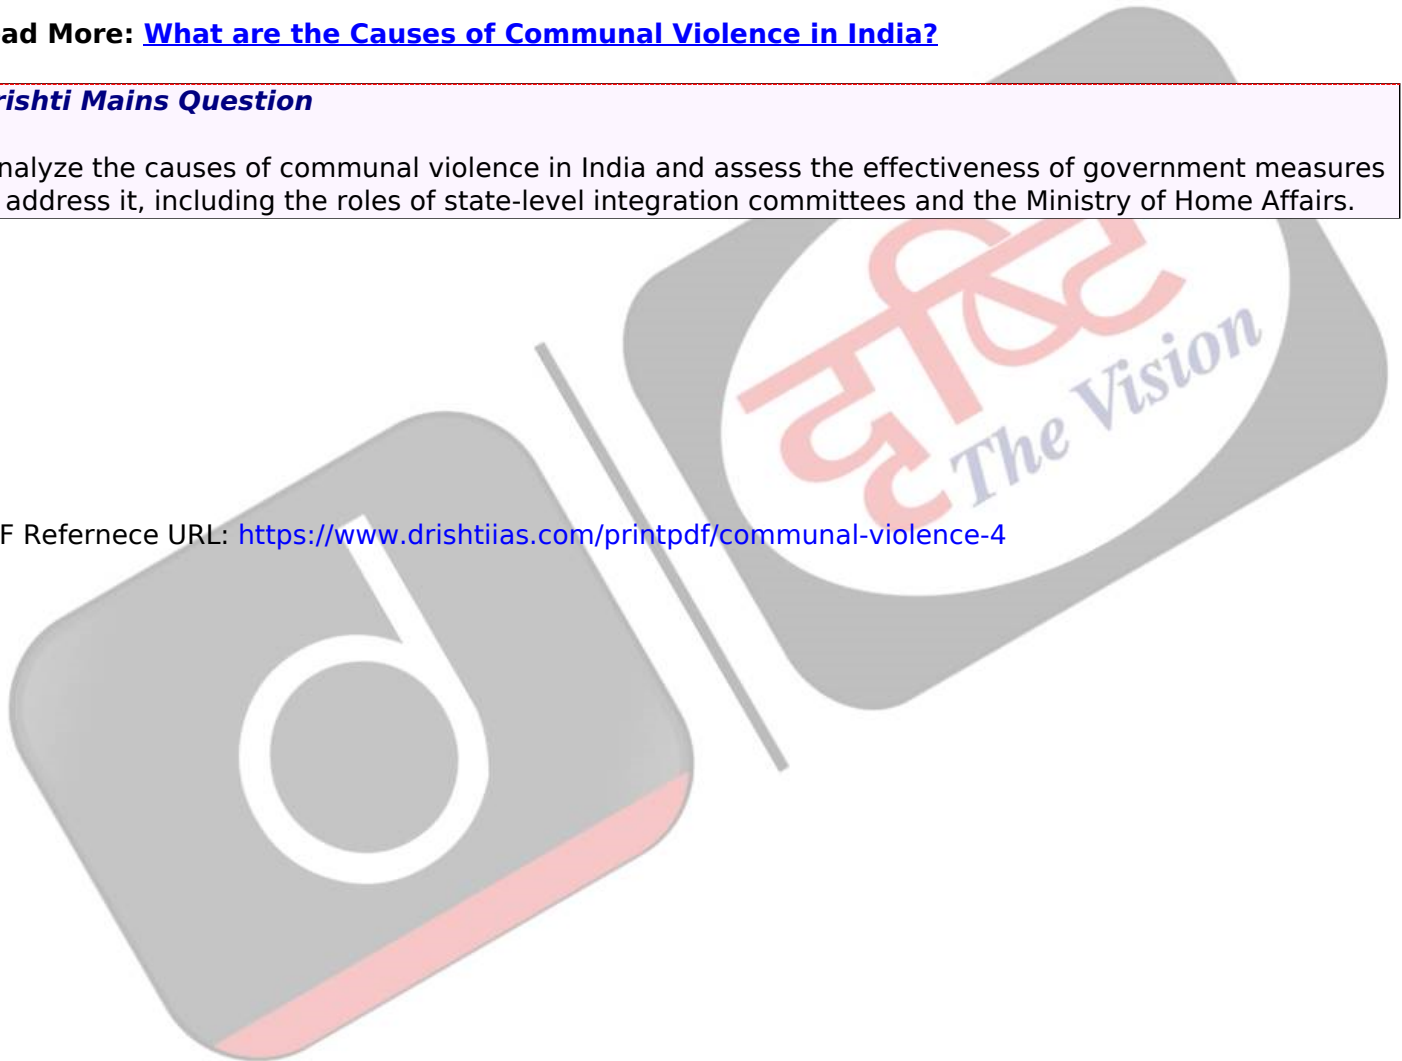 ad More: What are the Causes of Communal Violence in India?
rishti Mains Question
nalyze the causes of communal violence in India and assess the effectiveness of government measures
address it, including the roles of state-level integration committees and the Ministry of Home Affairs.
दृष्टि
The Vision
F Refernece URL: https://www.drishtiias.com/printpdf/communal-violence-4
d